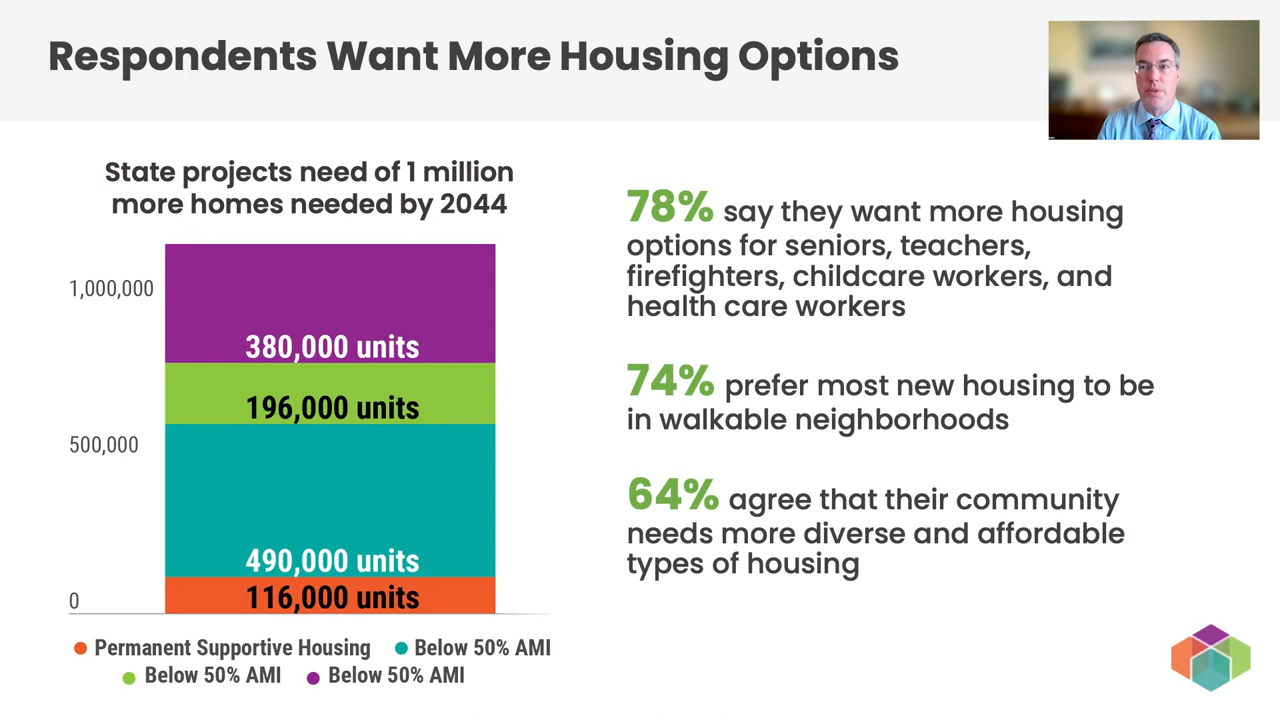 Respondents Want More Housing Options
State projects need of 1 million
more homes needed by 2044
1,000,000
500,000
0
380,000 units
196,000 units
490,000 units
116,000 units
Permanent Supportive Housing
Below 50% AMI
Below 50% AMI
Below 50% AMI
78% say they want more housing
options for seniors, teachers,
firefighters, childcare workers, and
health care workers
74% prefer most new housing to be
in walkable neighborhoods
64% agree that their community
needs more diverse and affordable
types of housing